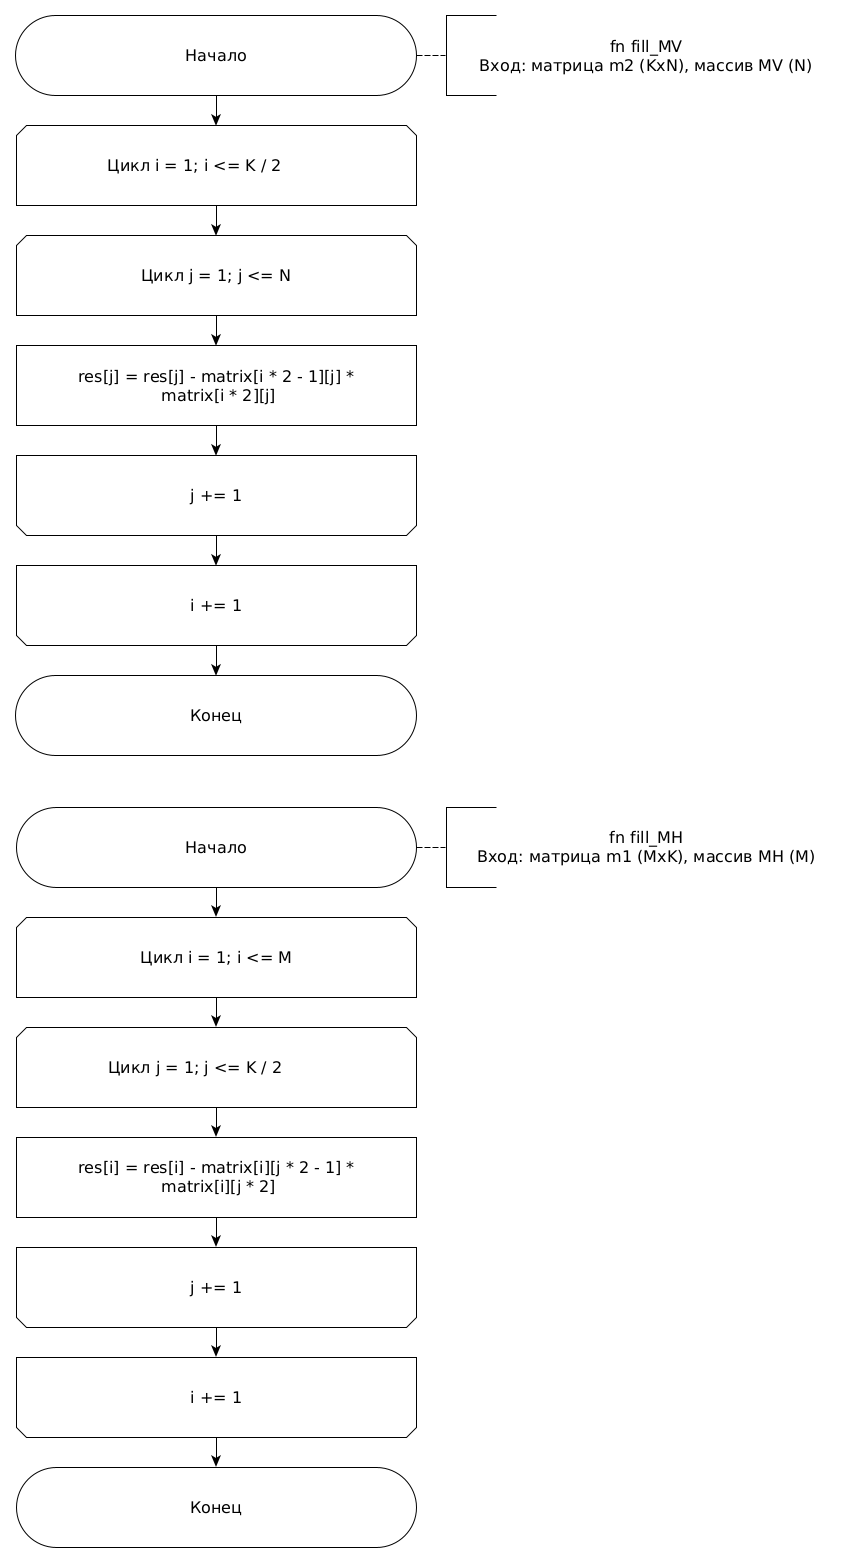 Начало
fn fill_MV
Вход: матрица m2 (KxN), массив MV (N)
Цикл i = 1; i <= K / 2
Цикл j = 1; j <= N
res[j] = res[j] - matrix[i * 2 - 1][j] *
matrix[i * 2][j]
j += 1
i += 1
Конец
Начало
fn fill_MH
Вход: матрица m1 (MxK), массив MH (M)
Цикл i = 1; i <= M
Цикл j = 1; j <= K / 2
res[i] = res[i] - matrix[i][j * 2 - 1] *
matrix[i][j * 2]
j += 1
i += 1
Конец